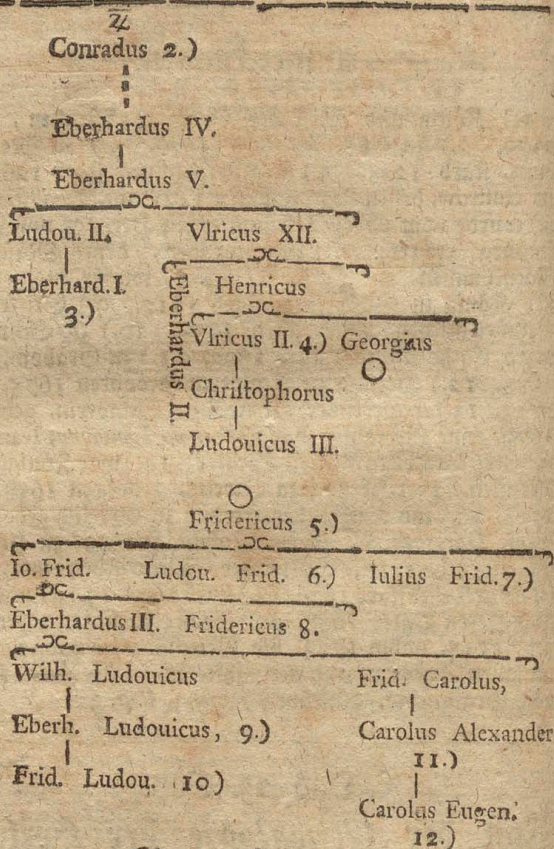 Conradus 2.)
Eberhardus IV.
Eberhardus V.
Ludou. II. Vlricus XII.
Eberhard. I. Henricus
3.)
Eberhardus II.
Vlricus II. 4.) Georgius
Christophorus
Ludouicus III.
Fridericus 5.)
Io. Frid. Ludou. Frid. 6.) Iulius Frid. 7.)
Eberhardus III. Fridericus 8.
Wilh. Ludouicus Frid. Carolus,
Eberh. Ludouicus, 9.) Carolus Alexander
11.)
Frid. Ludou. 10)
Carolus Eugen.
12.)